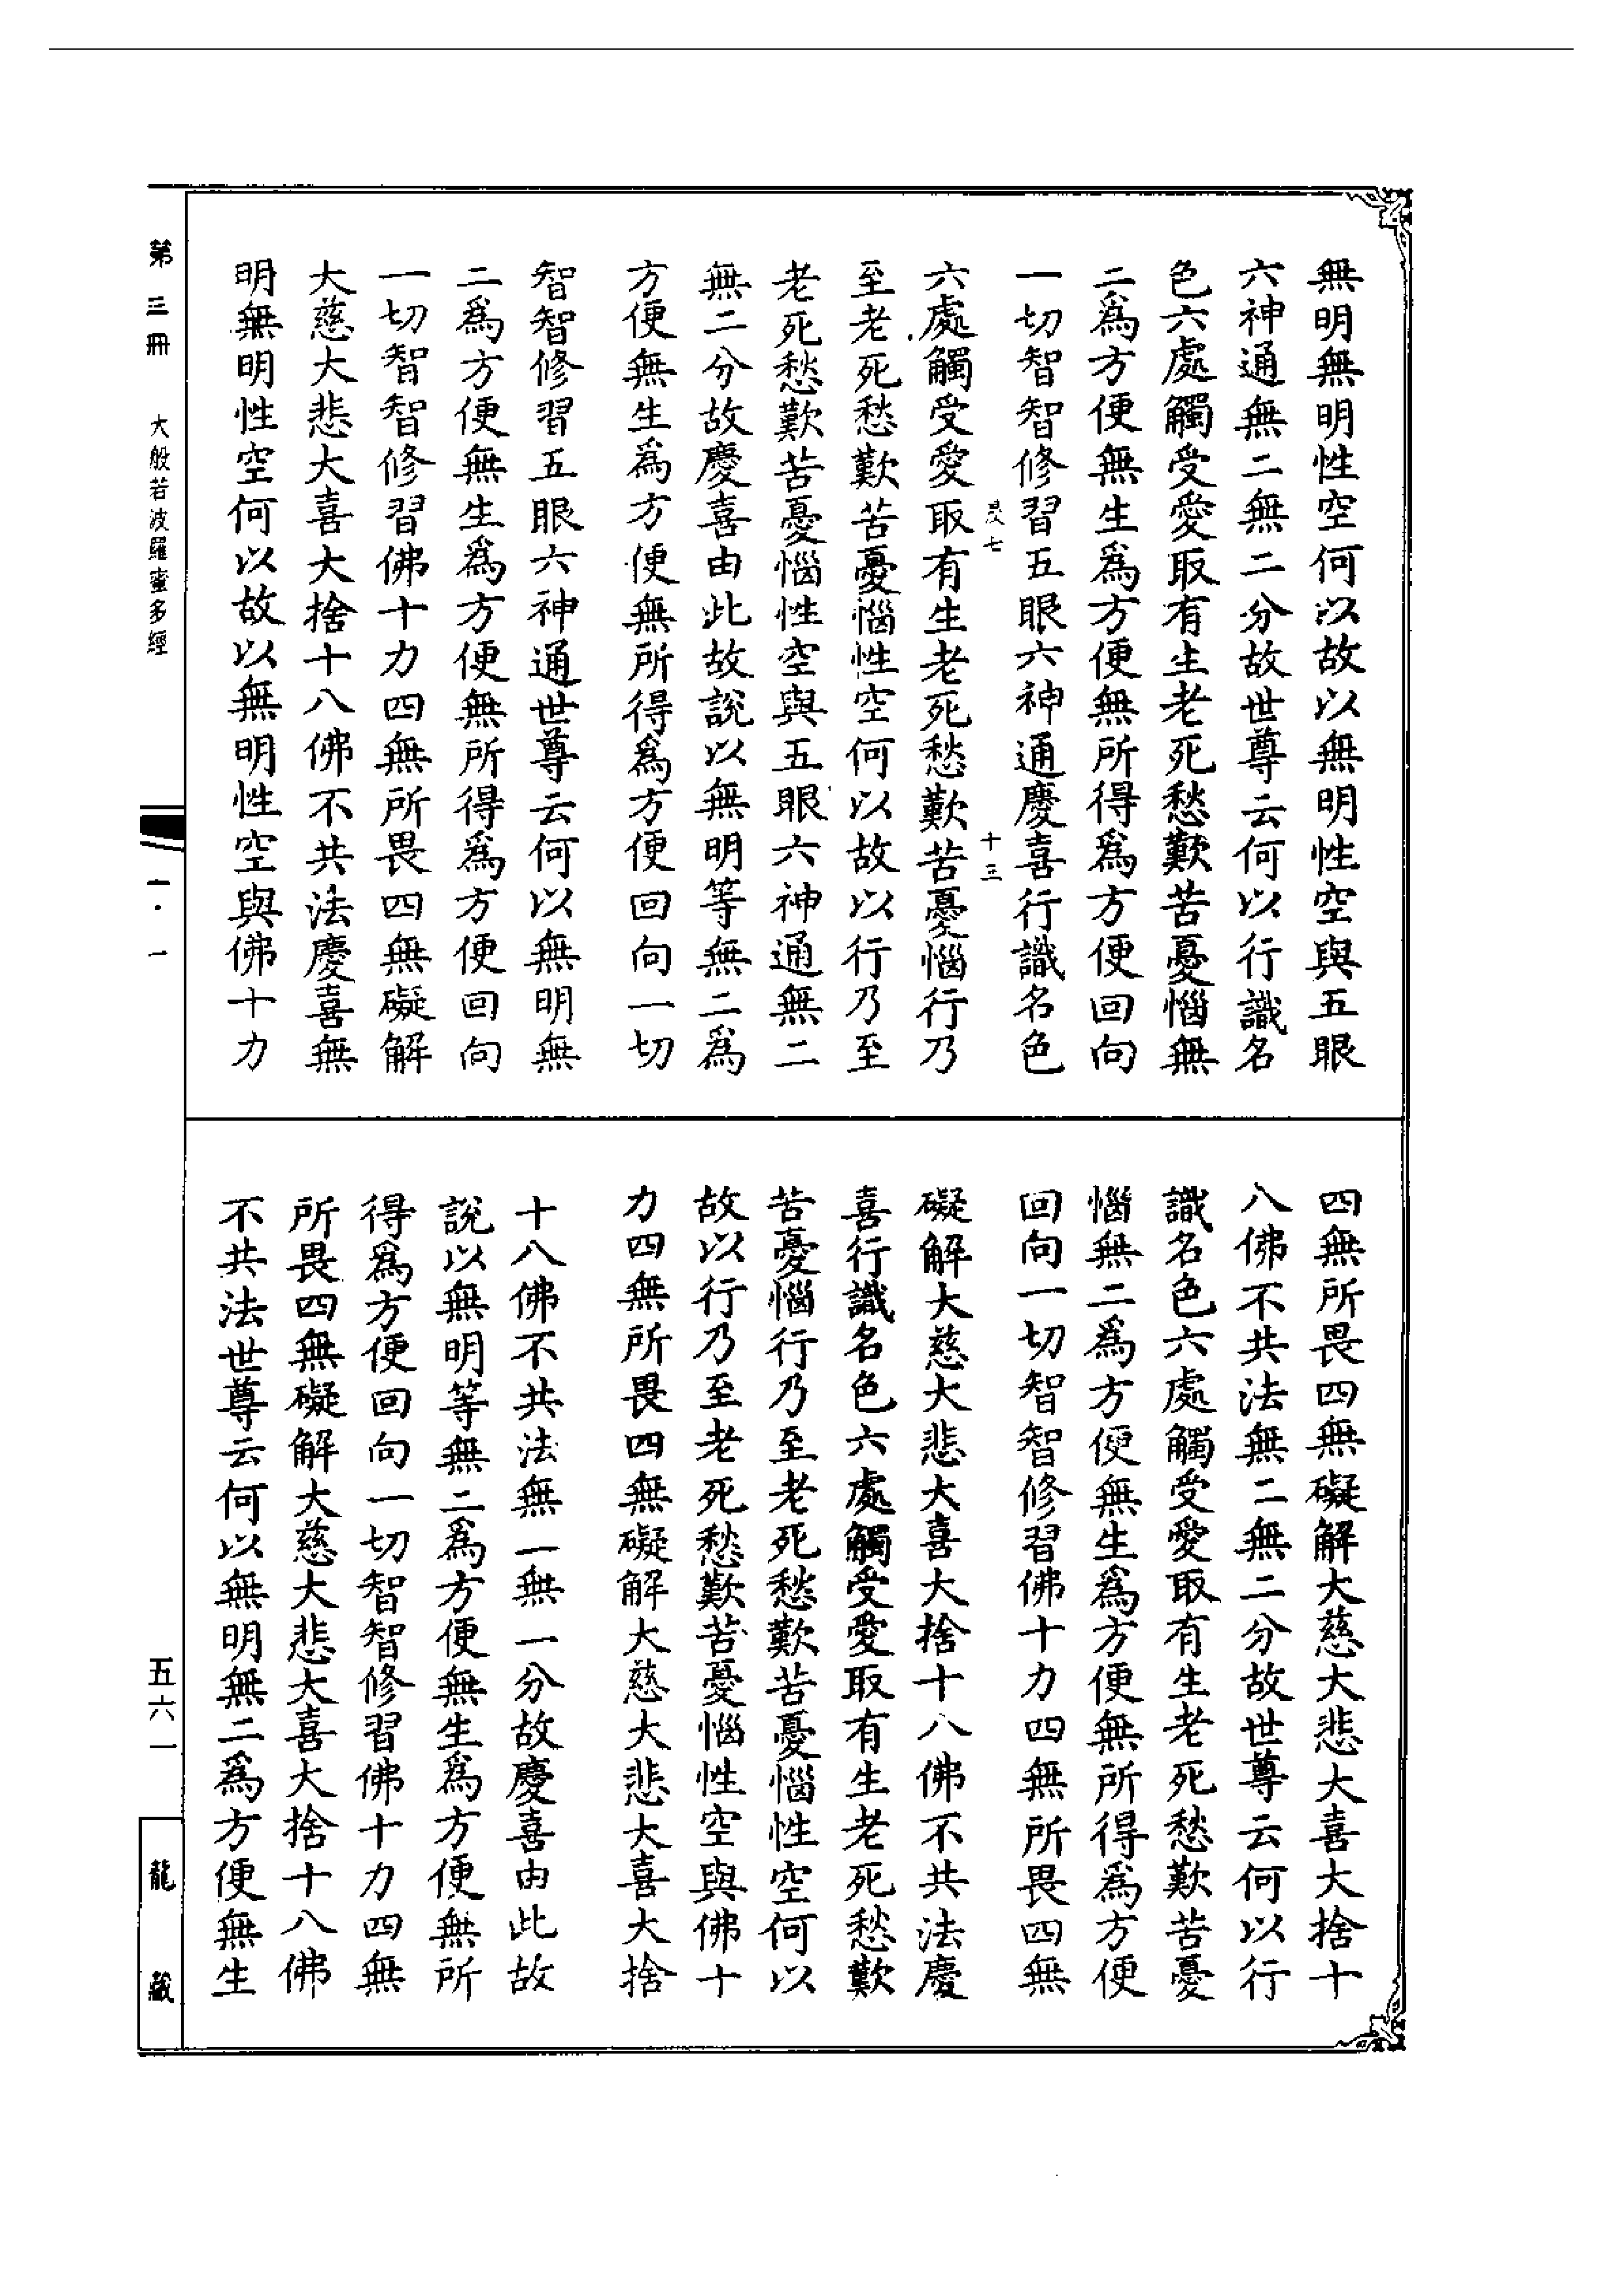 無明無明性空何以故以無明性空與五眼
六神通無二無二分故世尊云何以行識名
色六處觸受愛取有生老死愁歎苦憂惱無
二爲方便無生爲方便無所得爲方便回向
一切智智修習五眼六神通慶喜行識名色
十三
六處觸受愛取有生老死愁歎苦憂惱行乃
至老死愁歎苦憂惱性空何以故以行乃至
老死愁歎苦憂惱性空與五眼六神通無二
無二分故慶喜由此故說以無明等無二爲
方便無生爲方便無所得爲方便回向一切
智智修習五眼六神通世尊云何以無明無
二爲方便無生爲方便無所得爲方便回向
一切智智修習佛十力四無所畏四無礙解
大慈大悲大喜大捨十八佛不共法慶喜無
明無明性空何以故以無明性空與佛十力
四無所畏四無礙解大慈大悲大喜大捨十
八佛不共法無二無二分故世尊云何以行
識名色六處觸受愛取有生老死愁歎苦憂
惱無二爲方便無生爲方便無所得爲方便
回向一切智智修習佛十力四無所畏四無
礙解大慈大悲大喜大捨十八佛不共法慶
喜行識名色六處觸受愛取有生老死愁歎
苦憂惱行乃至老死愁歎苦憂惱性空何以
故以行乃至老死愁歎苦憂惱性空與佛十
力四無所畏四無礙解大慈大悲大喜大捨
十八佛不共法無二無二分故慶喜由此故
說以無明等無二爲方便無生爲方便無所
得爲方便回向一切智智修習佛十力四無
所畏四無礙解大慈大悲大喜大捨十八佛
不共法世尊云何以無明無二爲方便無生
第三冊 大般若波羅蜜多經 一·一 五六一 龍藏